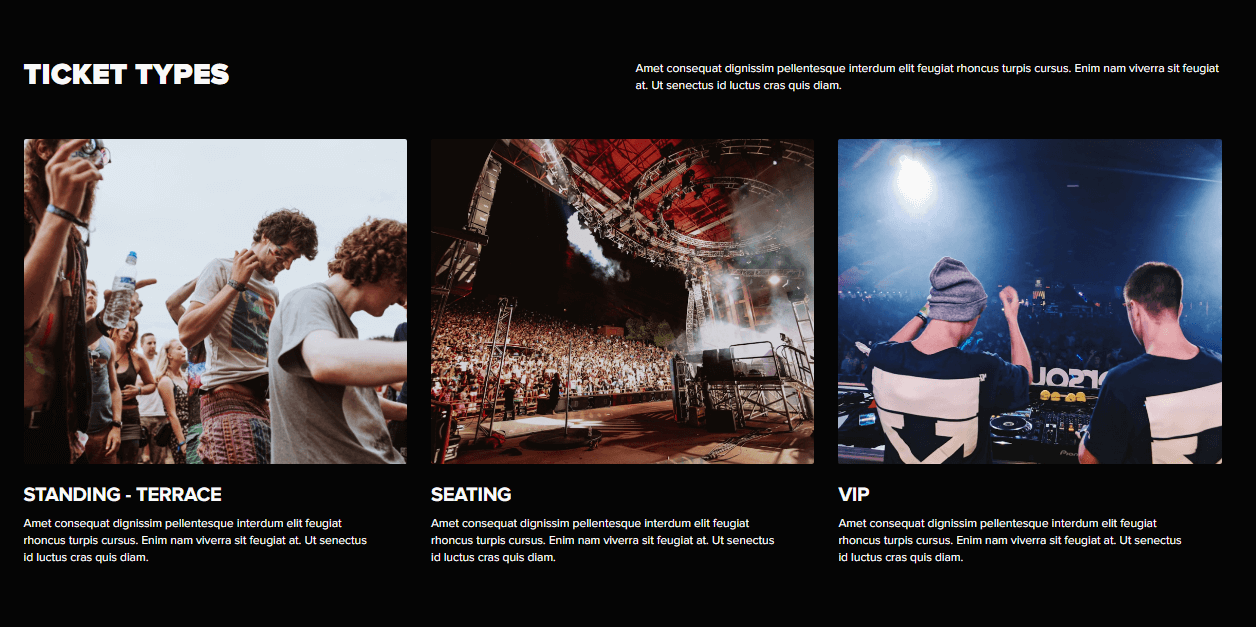 TICKET TYPES
Amet consequat dignissim pellentesque interdum elit feugiat rhoncus turpis cursus. Enim nam viverra sit feugiat
at. Ut senectus id luctus cras quis diam.
STANDING - TERRACE
Amet consequat dignissim pellentesque interdum elit feugiat
rhoncus turpis cursus. Enim nam viverra sit feugiat at. Ut senectus
id luctus cras quis diam.
SEATING
Amet consequat dignissim pellentesque interdum elit feugiat
rhoncus turpis cursus. Enim nam viverra sit feugiat at. Ut senectus
id luctus cras quis diam.
VIP
Amet consequat dignissim pellentesque interdum elit feugiat
rhoncus turpis cursus. Enim nam viverra sit feugiat at. Ut senectus
id luctus cras quis diam.